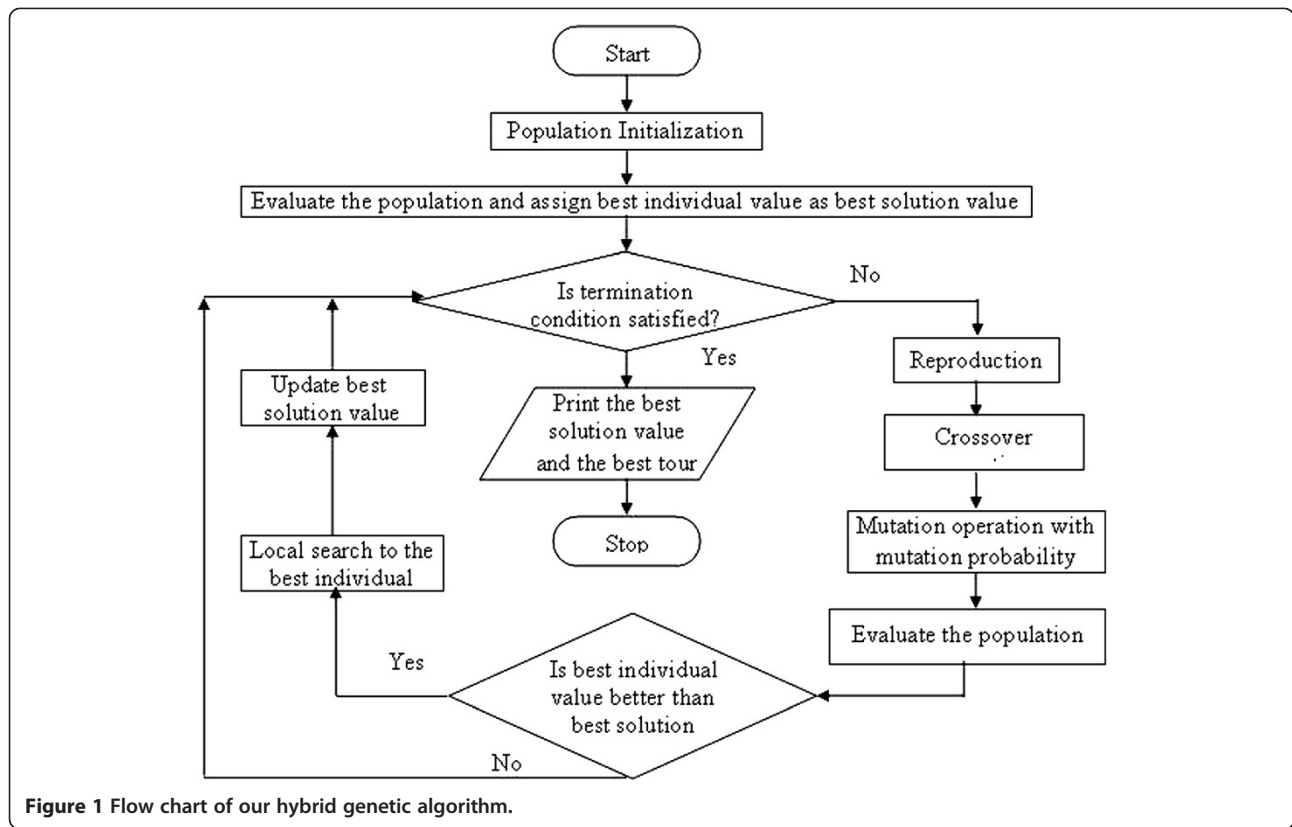 Start
Population Initialization
Evaluate the population and assign best individual value as best solution value
Is termination
condition satisfied?
No
Yes
Reproduction
Crossover
Mutation operation with
mutation probability
Evaluate the population
Is best individual
value better than
best solution
Yes
No
Local search to the
best individual
Update best
solution value
Print the best
solution value
and the best tour
Stop
Figure 1 Flow chart of our hybrid genetic algorithm.